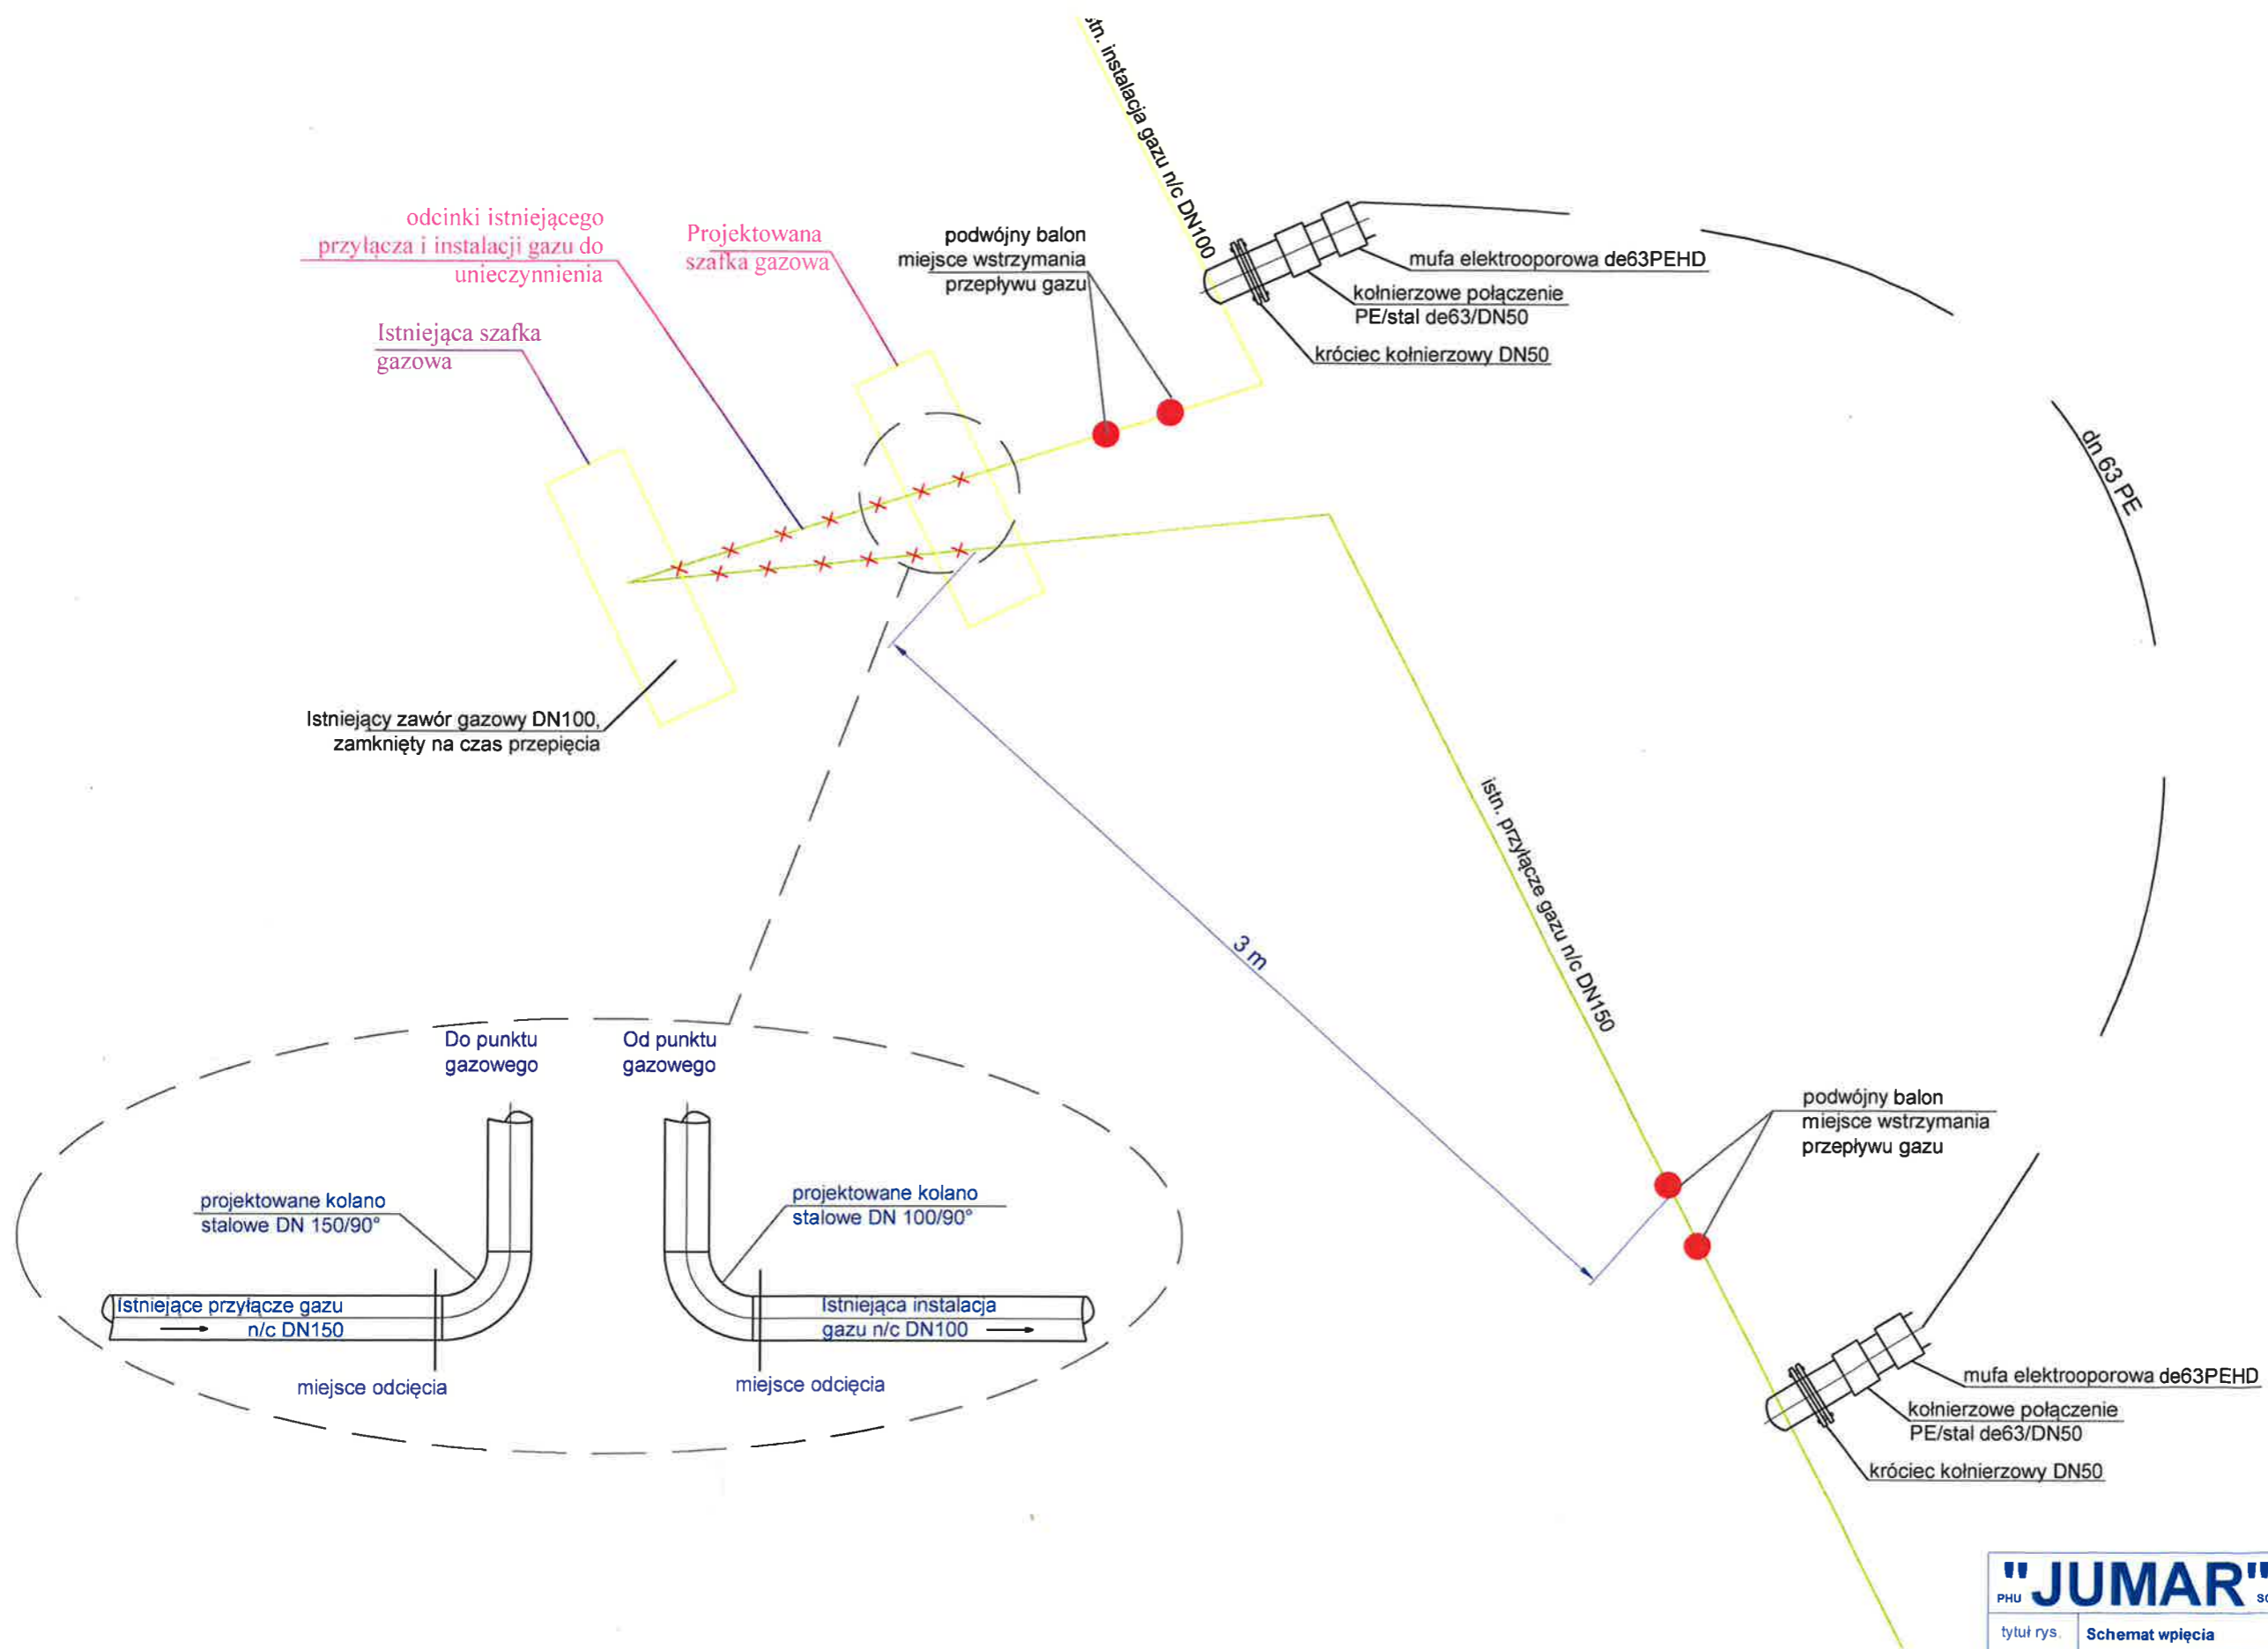 istn. instalacja gazu n/c DN100
odcinki istniejącego
przyłącza i instalacji gazu do
unieczynnienia
Projektowana
szafka gazowa
podwójny balon
miejsce wstrzymania
przepływu gazu
mufa elektrooporowa de63PEHD
kołnierzowe połączenie
PE/stal de63/DN50
króciec kołnierzowy DN50
Istniejąca szafka
gazowa
dn 63 PE
Istniejący zawór gazowy DN100,
zamknięty na czas przepięcia
istn. przyłącze gazu n/c DN150
3 m
Do punktu
gazowego
Od punktu
gazowego
projektowane kolano
stalowe DN 150/90°
projektowane kolano
stalowe DN 100/90°
Istniejące przyłącze gazu
n/c DN150
Istniejąca instalacja
gazu n/c DN100
miejsce odcięcia
miejsce odcięcia
podwójny balon
miejsce wstrzymania
przepływu gazu
mufa elektrooporowa de63PEHD
kołnierzowe połączenie
PE/stal de63/DN50
króciec kołnierzowy DN50
PHU "JUMAR"
tytuł rys.
Schemat wpięcia